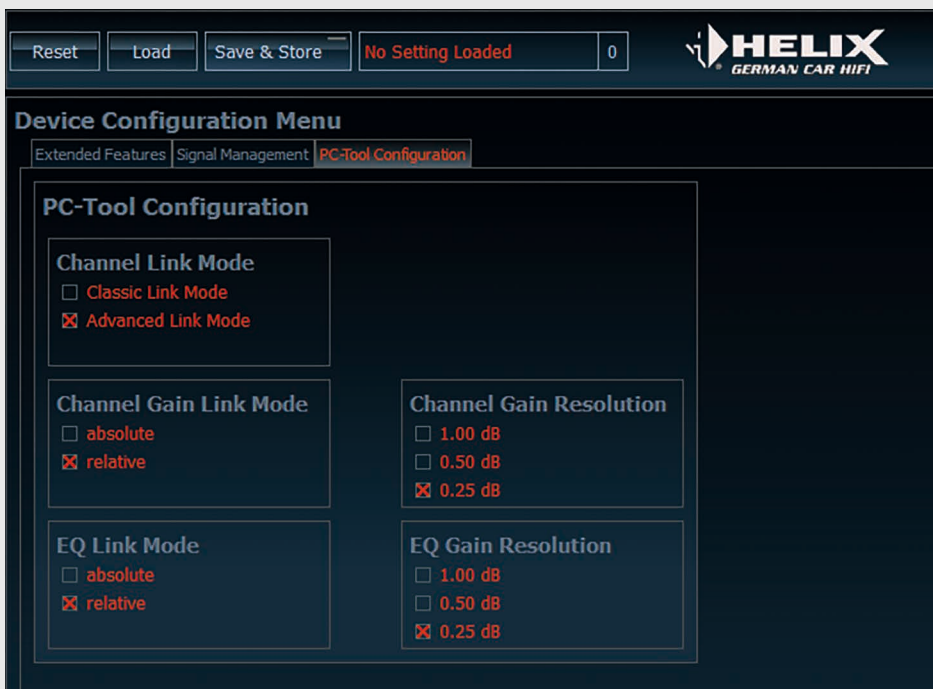 Reset Load Save & Store No Setting Loaded 0 HELIX
GERMAN CAR HIFI
Device Configuration Menu
Extended Features Signal Management PC-Tool Configuration
PC-Tool Configuration
Channel Link Mode
Classic Link Mode
Advanced Link Mode
Channel Gain Link Mode
absolute
relative
Channel Gain Resolution
1.00 dB
0.50 dB
0.25 dB
EQ Link Mode
absolute
relative
EQ Gain Resolution
1.00 dB
0.50 dB
0.25 dB